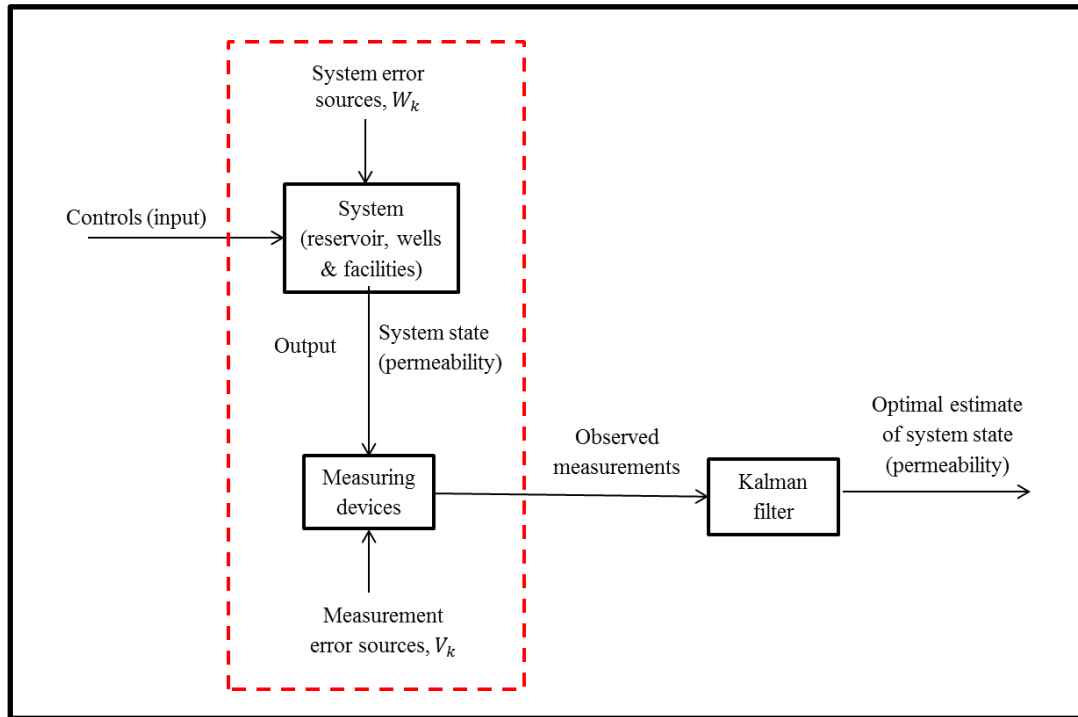 System error
sources, W_k
Controls (input)
System
(reservoir, wells
& facilities)
Output
System state
(permeability)
Measuring
devices
Measurement
error sources, V_k
Observed
measurements
Kalman
filter
Optimal estimate
of system state
(permeability)